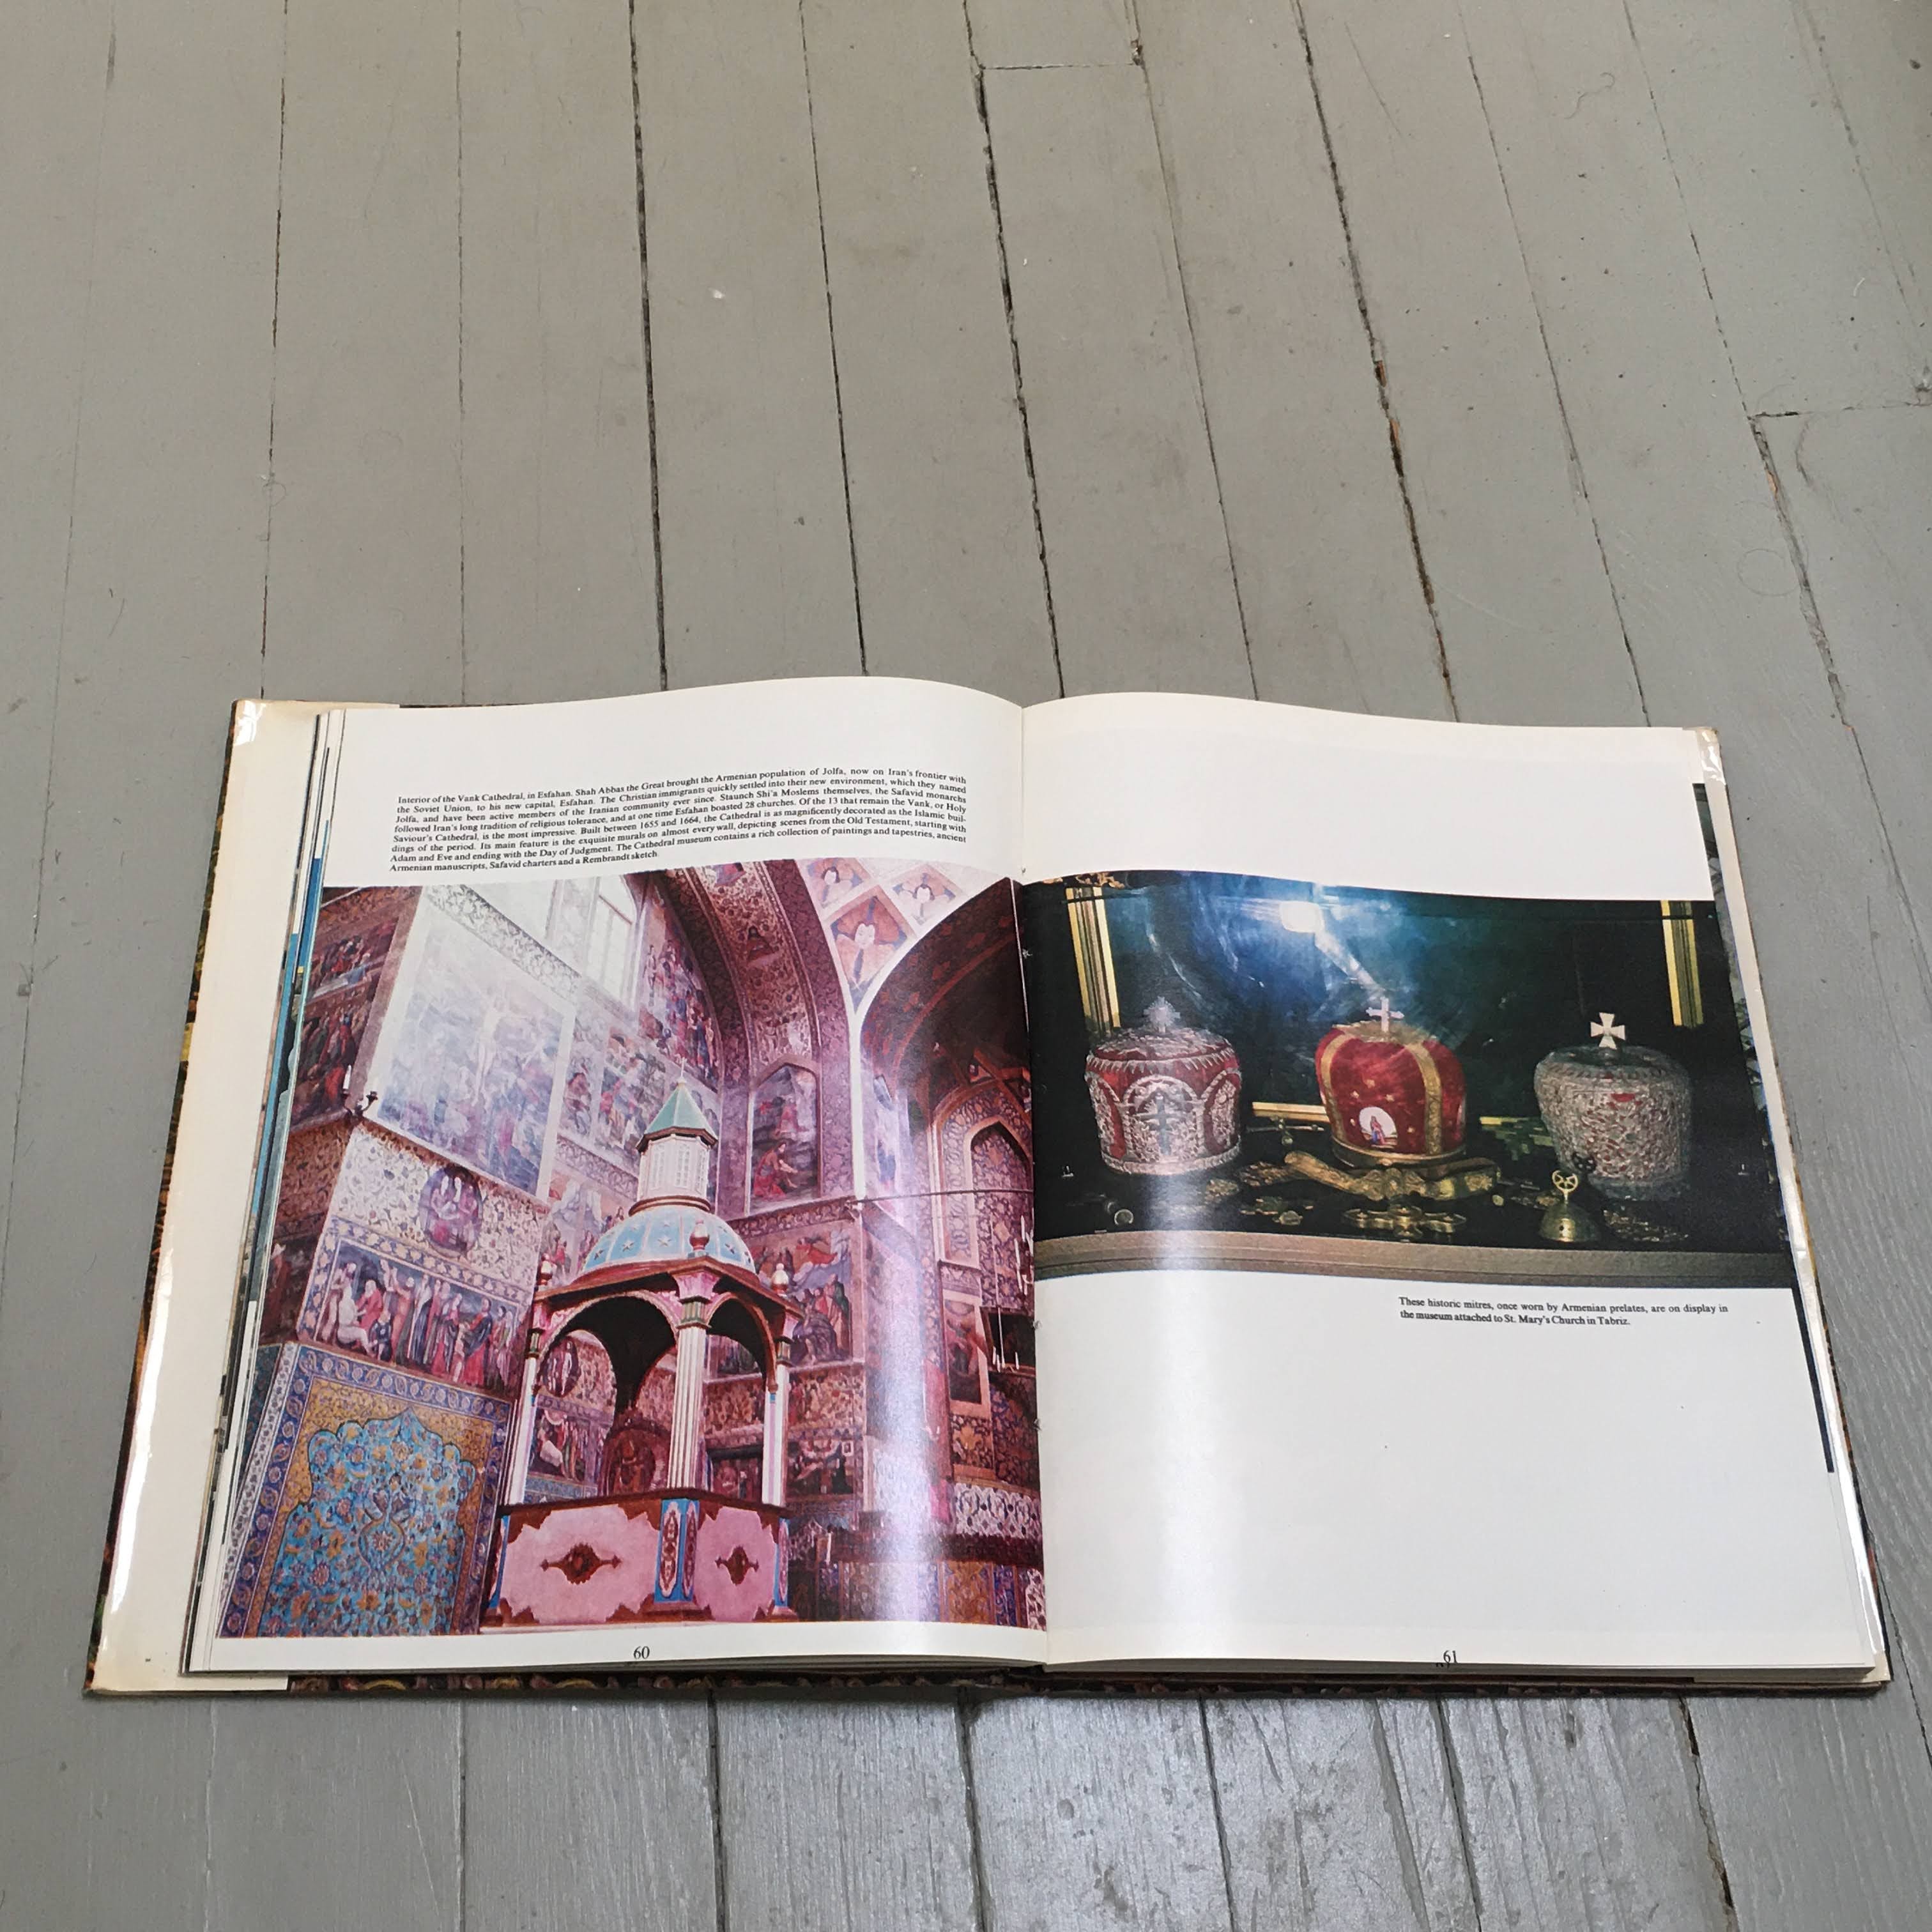 Interior of the Vank Cathedral, in Esfahan. Shah Abbas the Great brought the Armenian population of Jolfa, now on Iran's frontier with
the Soviet Union, to his new capital, Esfahan. The Christian immigrants quickly settled into their new environment, which they named
Jolfa, and have been active members of the Iranian community ever since. Staunch Shi'a Moslems themselves, the Safavid monarchs
followed Iran's long tradition of religious tolerance, and at one time Esfahan boasted 28 churches. Of the 13 that remain the Vank, or Holy
Saviour's Cathedral, is the most impressive. Built between 1655 and 1664, the Cathedral is as magnificently decorated as the Islamic buil-
dings of the period. Its main feature is the exquisite murals on almost every wall, depicting scenes from the Old Testament, starting with
Adam and Eve and ending with the Day of Judgment. The Cathedral museum contains a rich collection of paintings and tapestries, ancient
Armenian manuscripts, Safavid charters and a Rembrandt sketch.
60
These historic mitres, once worn by Armenian prelates, are on display in
the museum attached to St. Mary's Church in Tabriz.
61